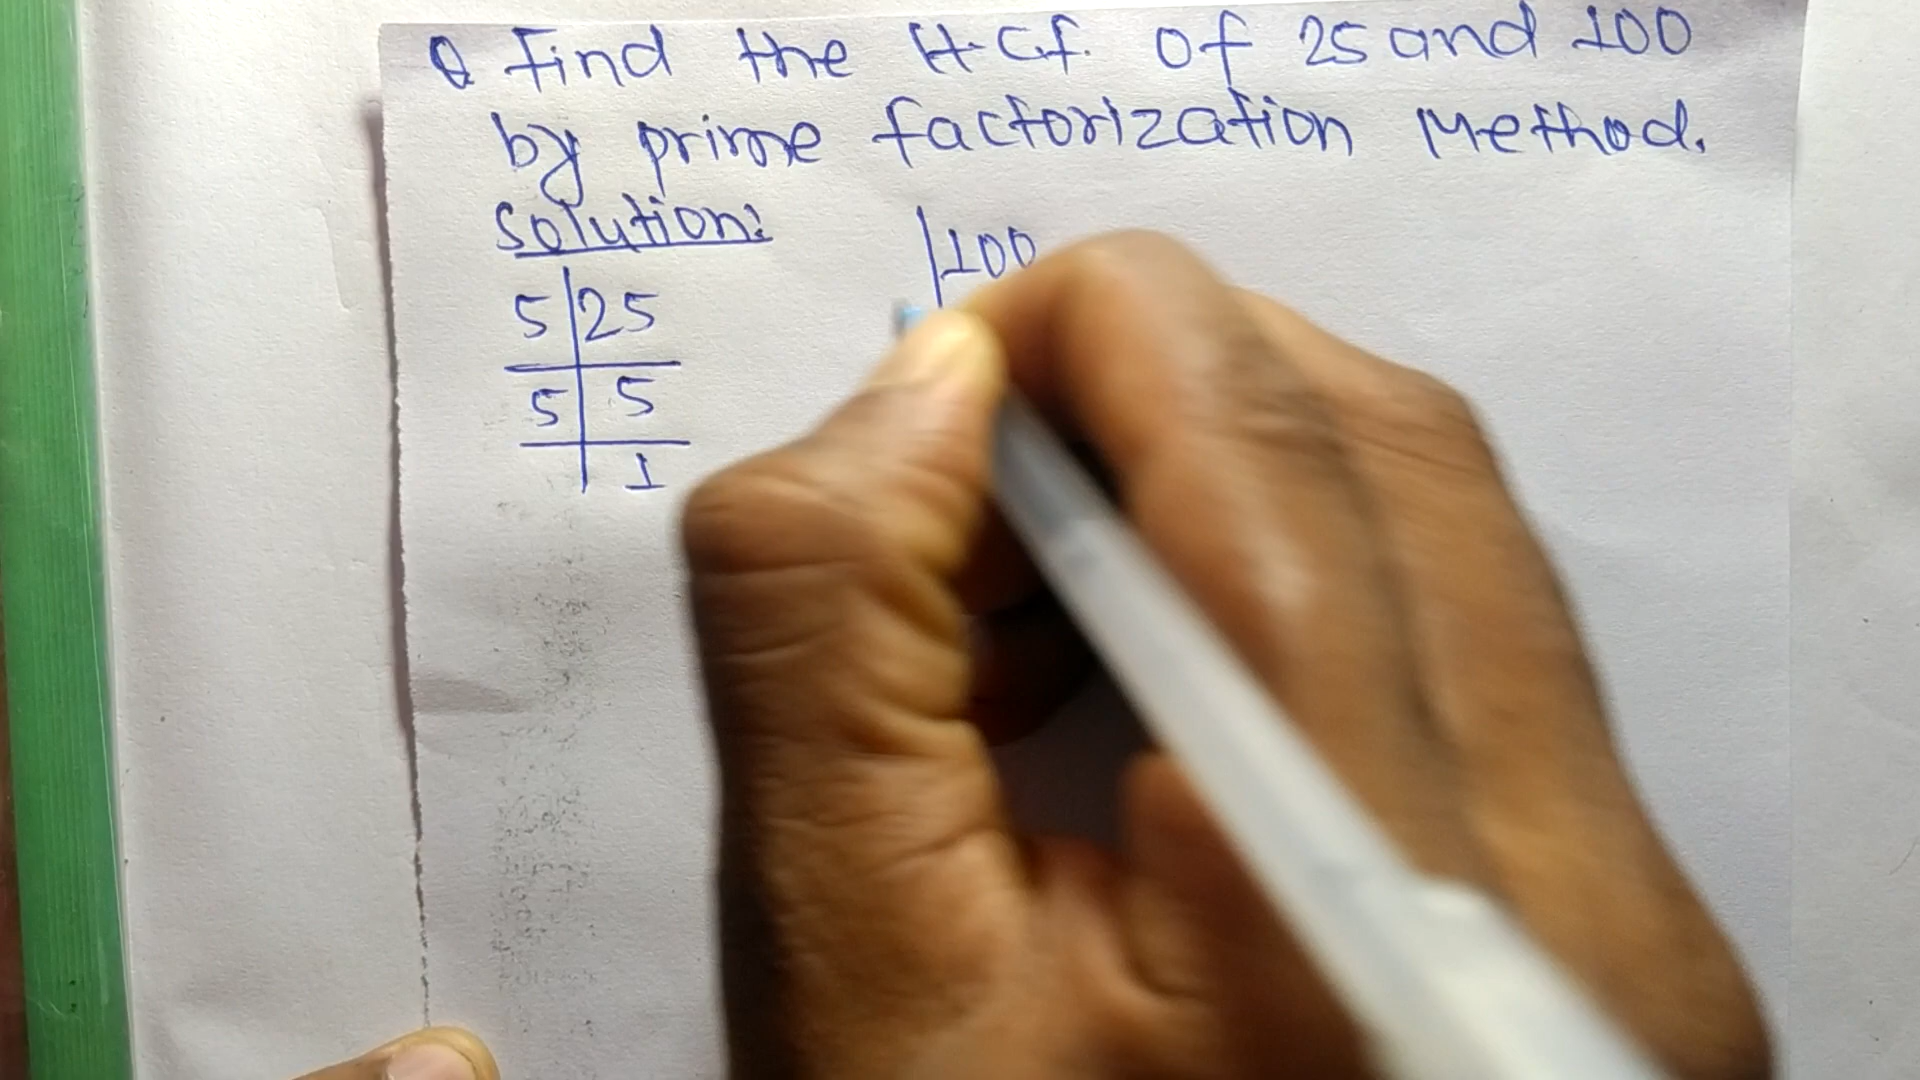 Q Find the H.C.f. of 25 and 100
by prime factorization Method.
Solution:
100
5 25
5 5
1